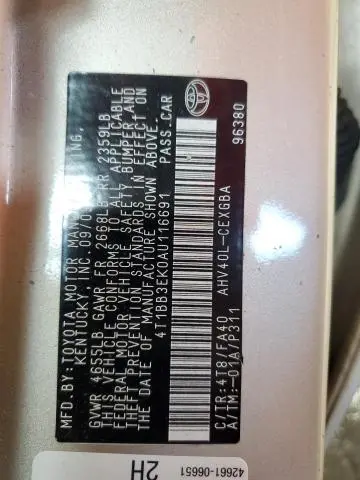 MFD.BY: TOYOTA MOTOR INC.
KENTUCKY, INC. 09/0
GVWR 4655LB GAWR FR 2668LB RR 2359LB
THIS VEHICLE CONFORMS TO ALL APPLICABLE
FEDERAL MOTOR VEHICLE SAFETY, BUMPER, AND
THEFT PREVENTION STANDARDS IN EFFECT ON
THE DATE OF MANUFACTURE SHOWN ABOVE.
4T1BB3EK0AU116691 PASS.CAR
AHV40L-CEXGBA
C/TR:4T8/FA40
A/TM:-01A/P311 96380
42661-06651
2H